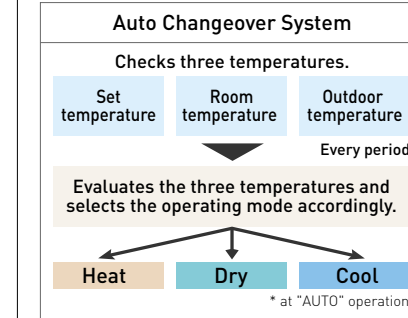 Auto Changeover System
Checks three temperatures.
Set temperature
Room temperature
Outdoor temperature
Every period
Evaluates the three temperatures and
selects the operating mode accordingly.
Heat
Dry
Cool
* at "AUTO" operation